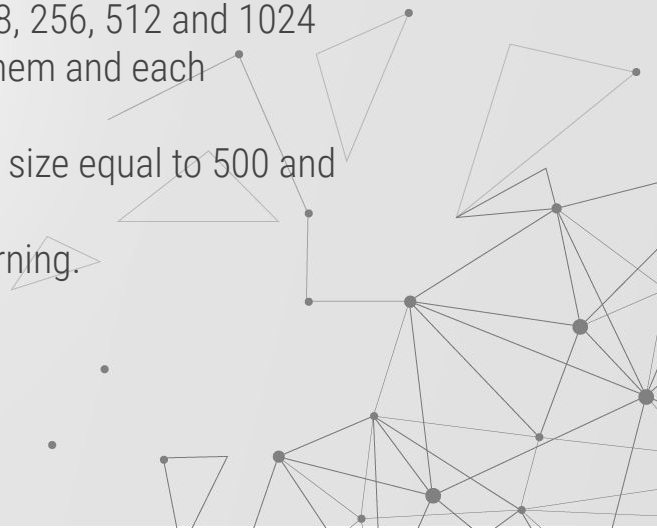 8, 256, 512 and 1024
hem and each
size equal to 500 and
rning.